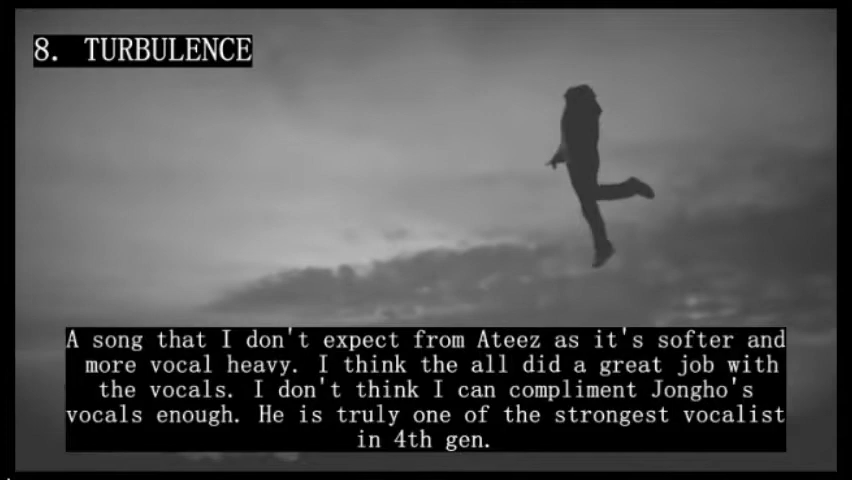 8. TURBULENCE
A song that I don't expect from Ateez as it's softer and
more vocal heavy. I think the all did a great job with
the vocals. I don't think I can compliment Jongho's
vocals enough. He is truly one of the strongest vocalist
in 4th gen.